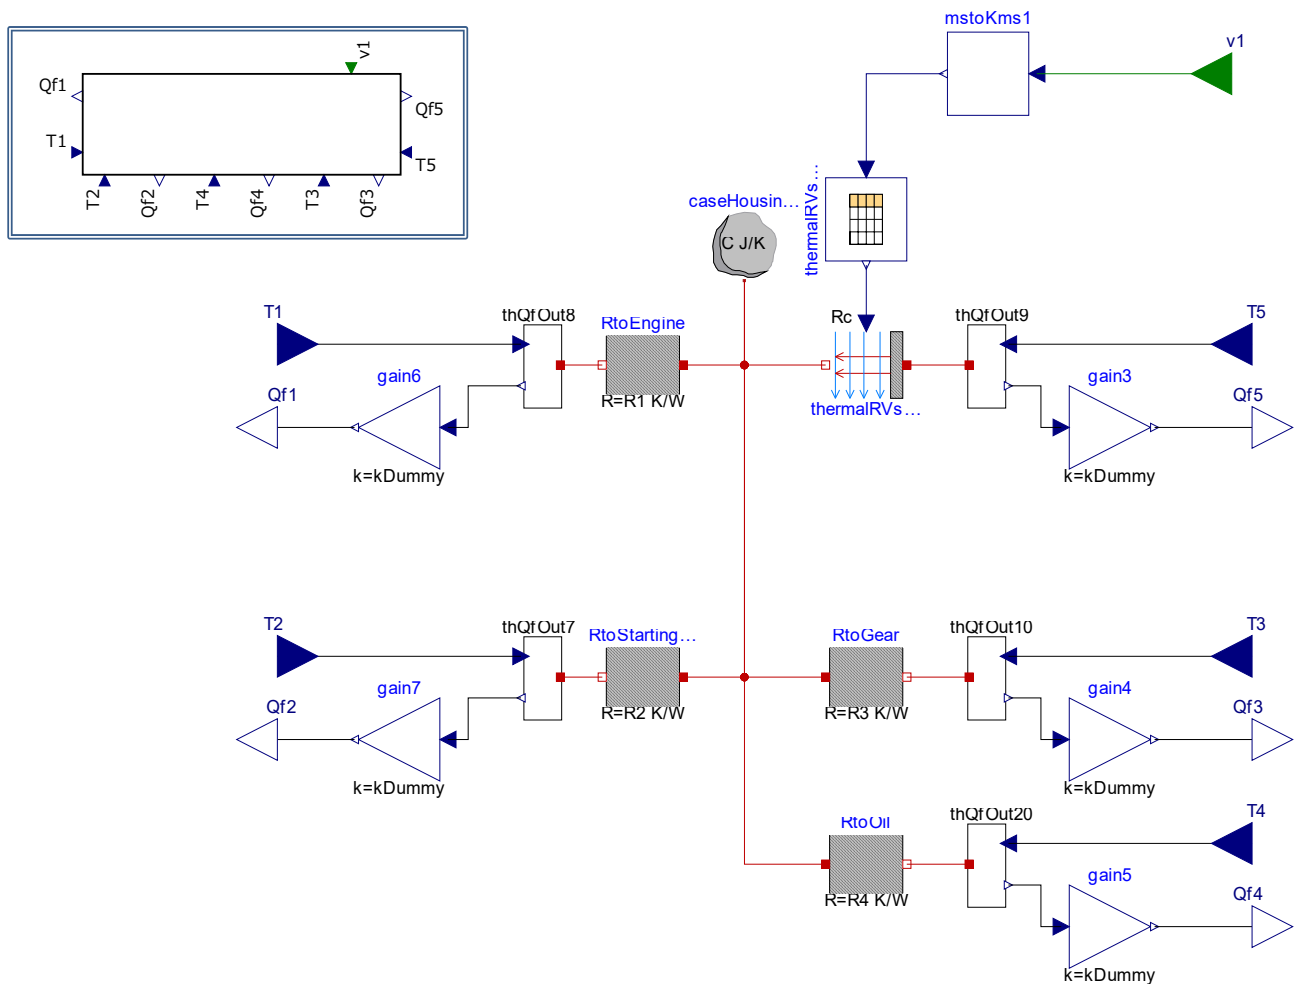 mstoKms1
v1
v1
Qf1
Qf5
T1
T5
T2
Qf2
T4
Qf4
T3
Qf3
thermalRVs...
caseHousin...
C J/K
T1
thQfOut8
RtoEngine
Rc
thQfOut9
T5
Qf1
gain6
R=R1 K/W
thermalRVs...
gain3
Qf5
k=kDummy
k=kDummy
T2
thQfOut7
RtoStarting...
RtoGear
thQfOut10
T3
Qf2
gain7
R=R2 K/W
R=R3 K/W
gain4
Qf3
k=kDummy
k=kDummy
RtoOil
thQfOut20
T4
R=R4 K/W
gain5
Qf4
k=kDummy